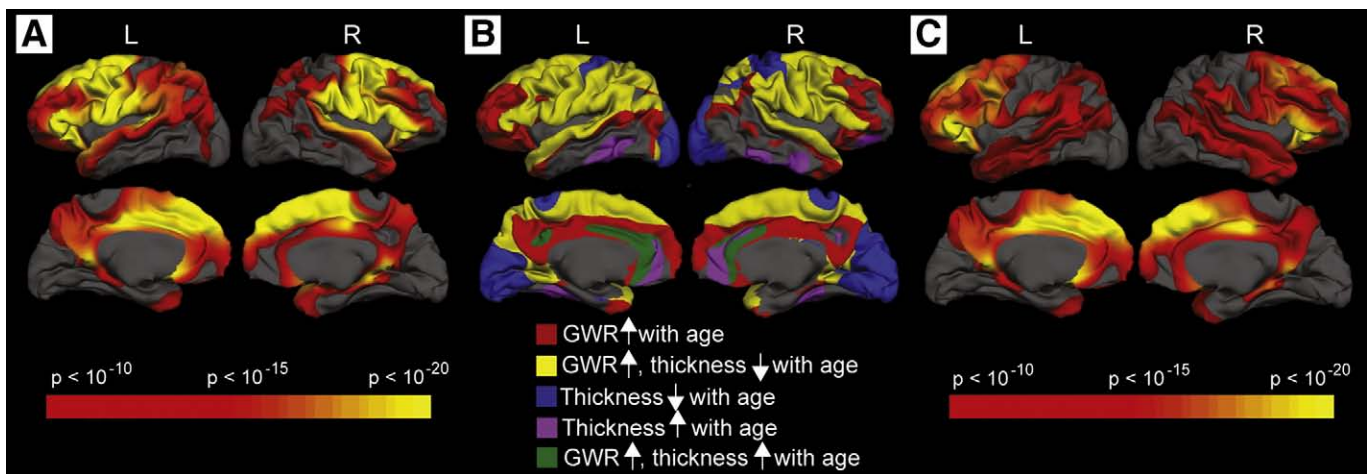 A L R B L R C L R
GWR ↑ with age
GWR ↑, thickness ↓ with age
Thickness ↓ with age
Thickness ↑ with age
GWR ↑, thickness ↑ with age
p < 10⁻¹⁰ p < 10⁻¹⁵ p < 10⁻²⁰
p < 10⁻¹⁰ p < 10⁻¹⁵ p < 10⁻²⁰